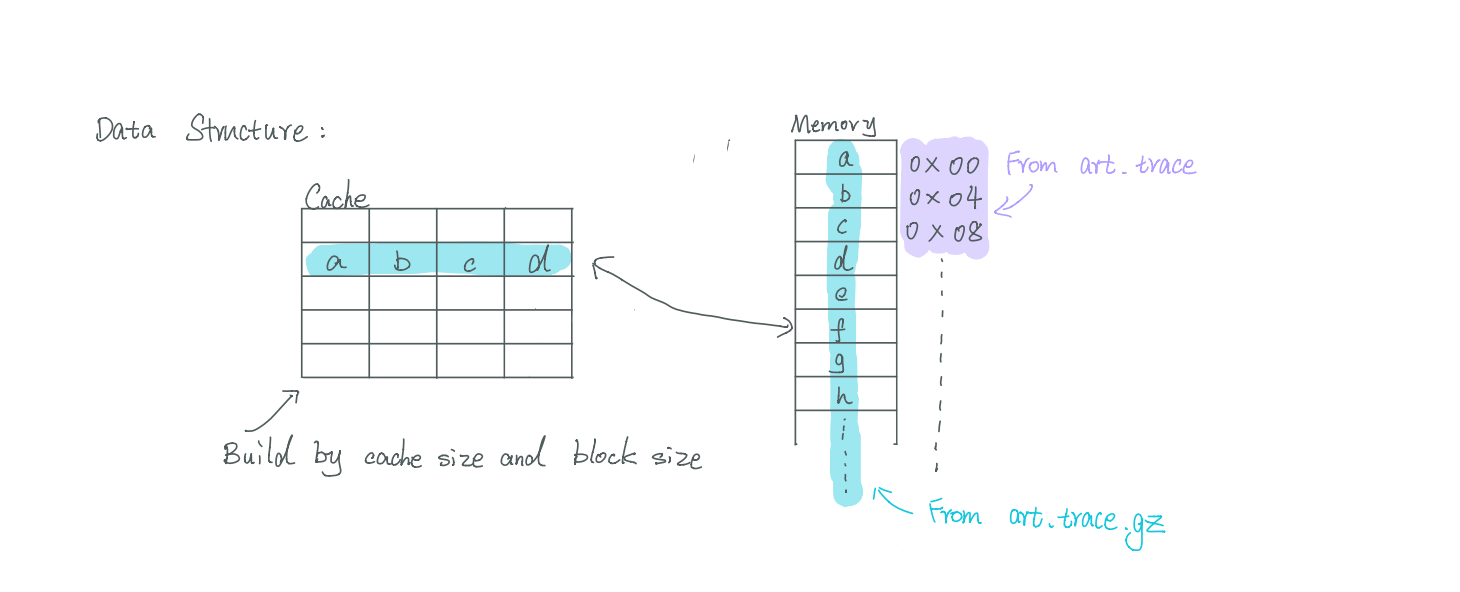 Data Structure:
Cache
a b c d
Build by cache size and block size
Memory
a
b
c
d
e
f
g
h
i
0x00
0x04
0x08
From art.trace
From art.trace.gz